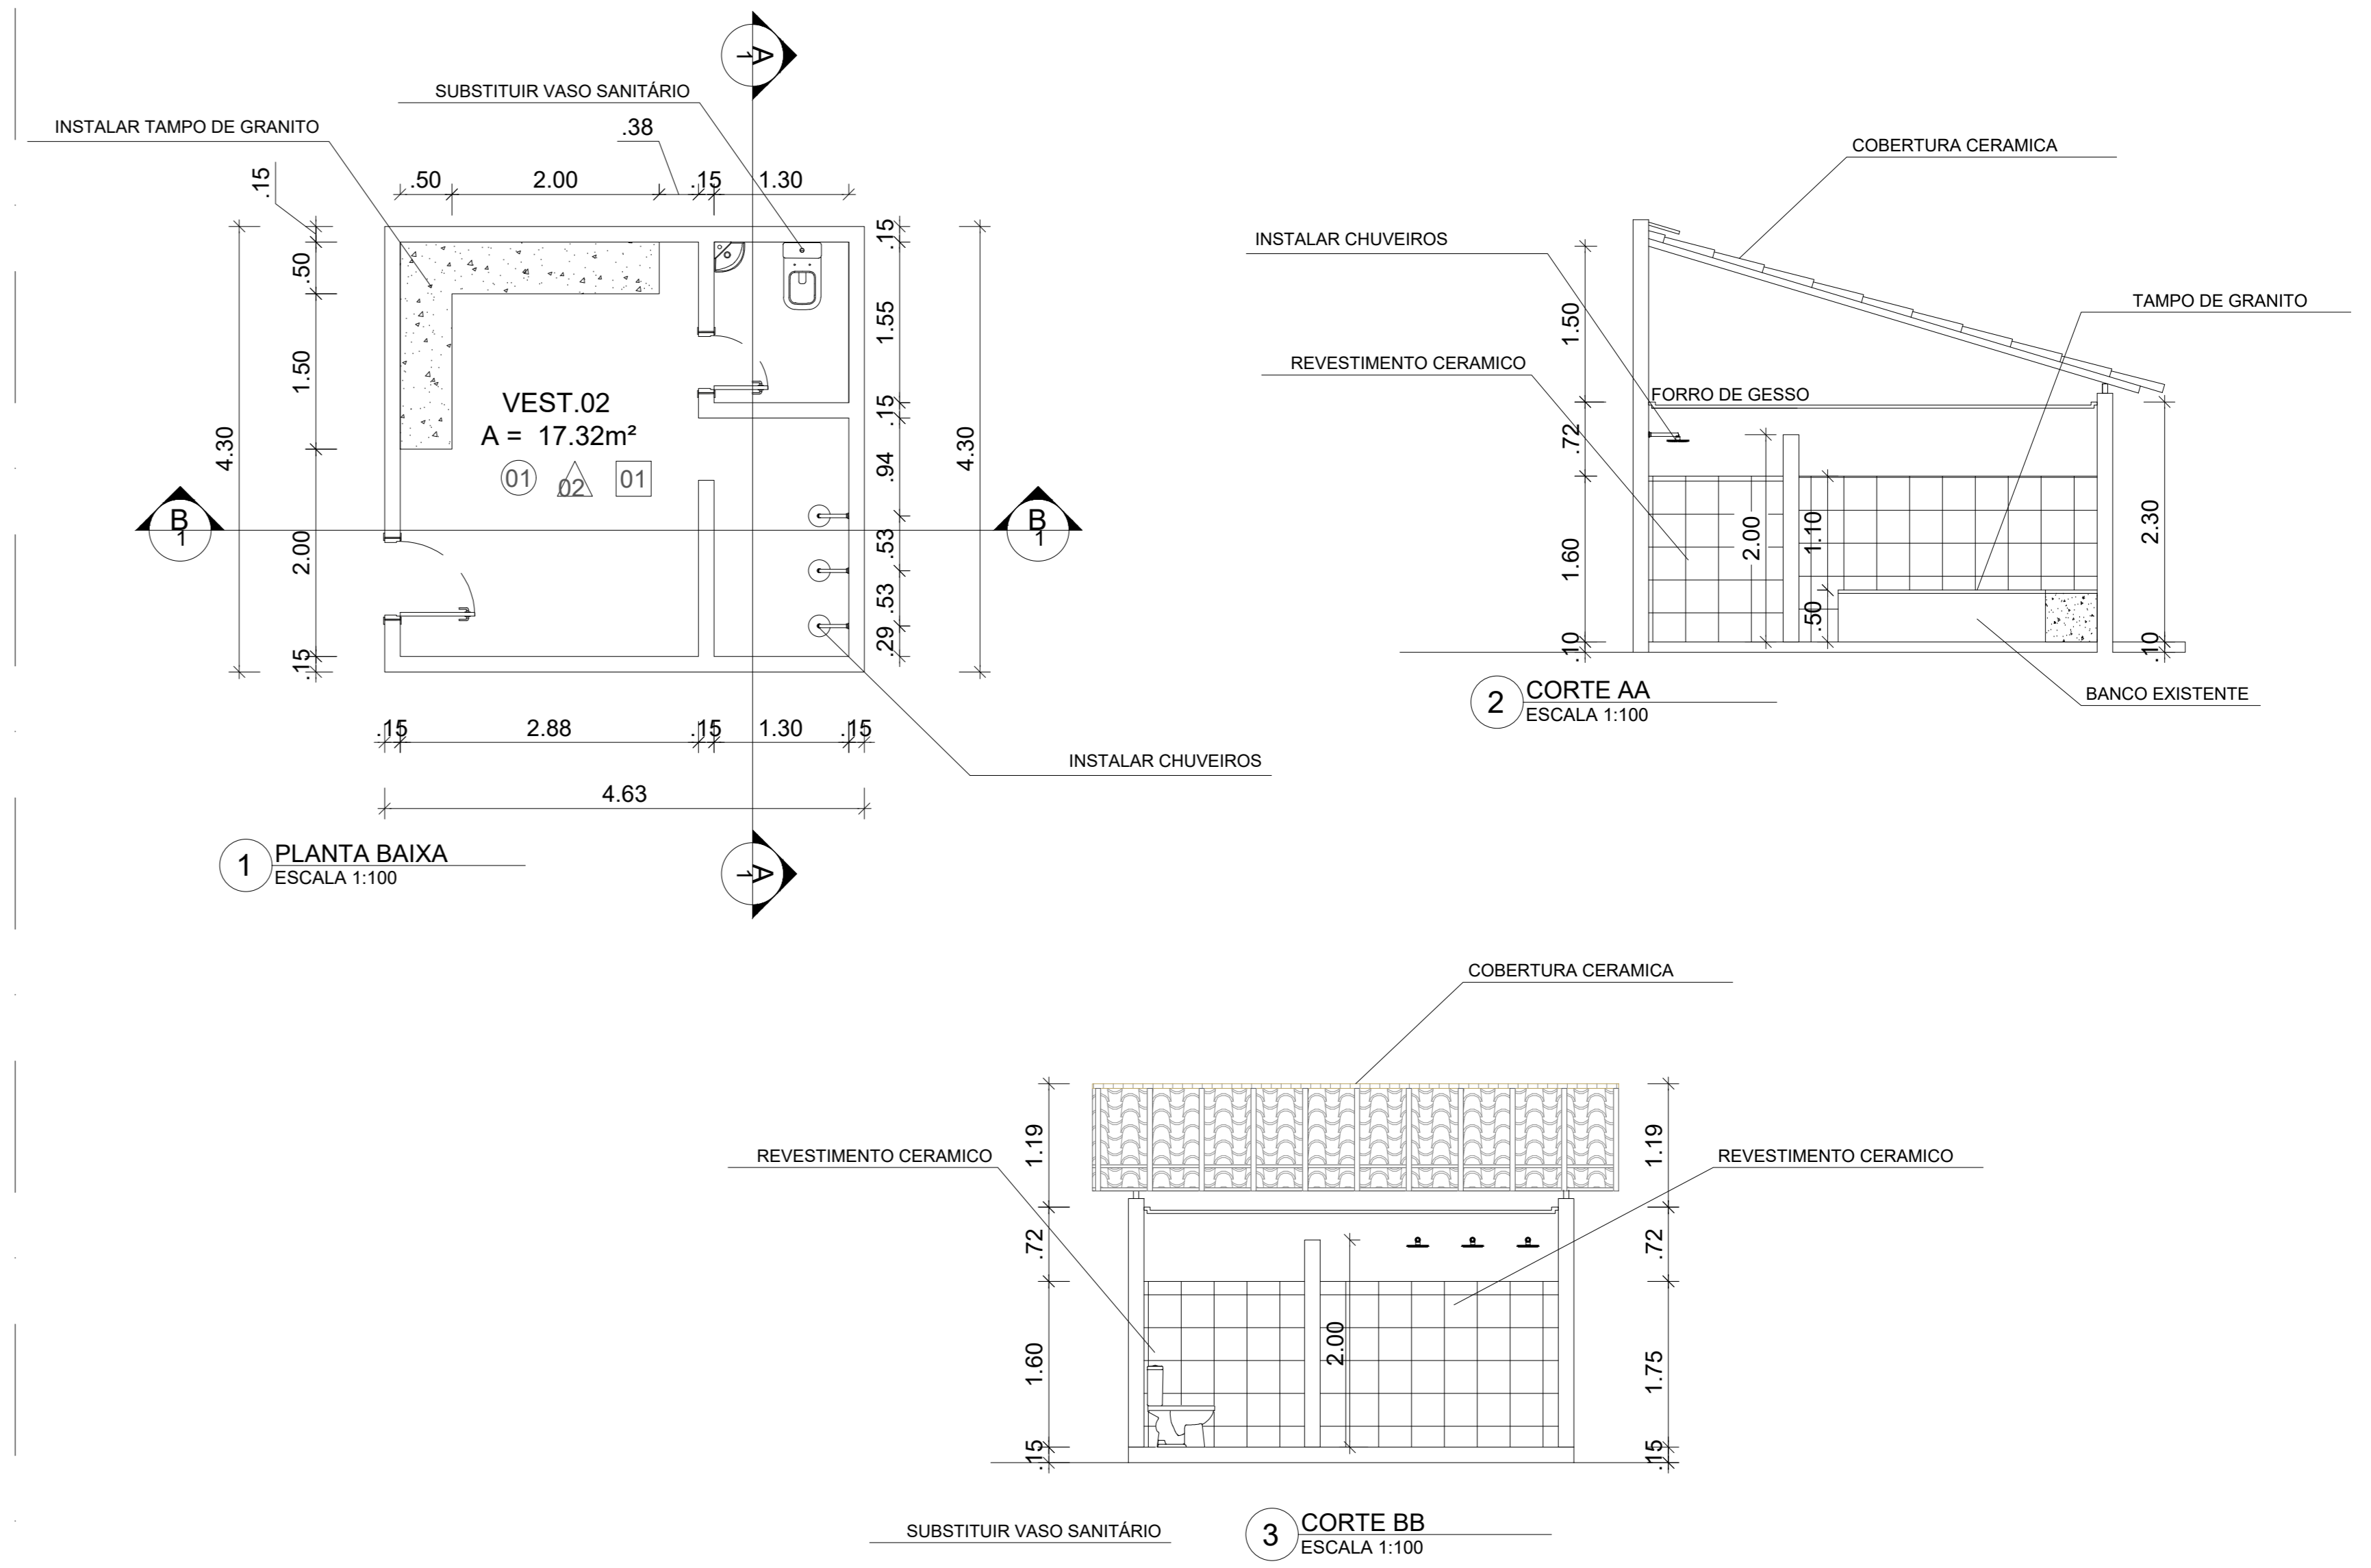 A
1
SUBSTITUIR VASO SANITÁRIO
INSTALAR TAMPO DE GRANITO
.38
.15
.50
2.00
.15
1.30
.15
.50
1.50
2.00
.15
4.30
.15
1.55
.15
.94
.53
.53
.29
4.30
VEST.02
A = 17.32m²
01
02
01
B
1
B
1
.15
2.88
.15
1.30
.15
4.63
INSTALAR CHUVEIROS
A
1
1
PLANTA BAIXA
ESCALA 1:100
COBERTURA CERAMICA
INSTALAR CHUVEIROS
TAMPO DE GRANITO
REVESTIMENTO CERAMICO
FORRO DE GESSO
1.50
.72
1.60
.10
2.00
1.10
.50
2.30
.10
BANCO EXISTENTE
2
CORTE AA
ESCALA 1:100
COBERTURA CERAMICA
REVESTIMENTO CERAMICO
REVESTIMENTO CERAMICO
1.19
.72
1.60
.15
2.00
1.19
.72
1.75
.15
SUBSTITUIR VASO SANITÁRIO
3
CORTE BB
ESCALA 1:100